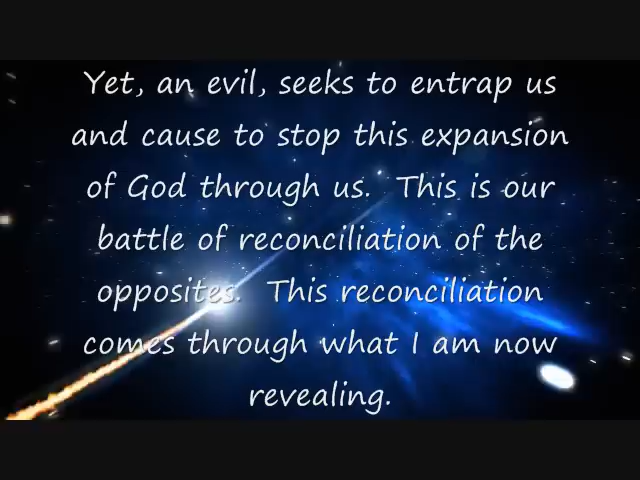 Yet, an evil, seeks to entrap us
and cause to stop this expansion
of God through us.  This is our
battle of reconciliation of the
opposites.  This reconciliation
comes through what I am now
revealing.